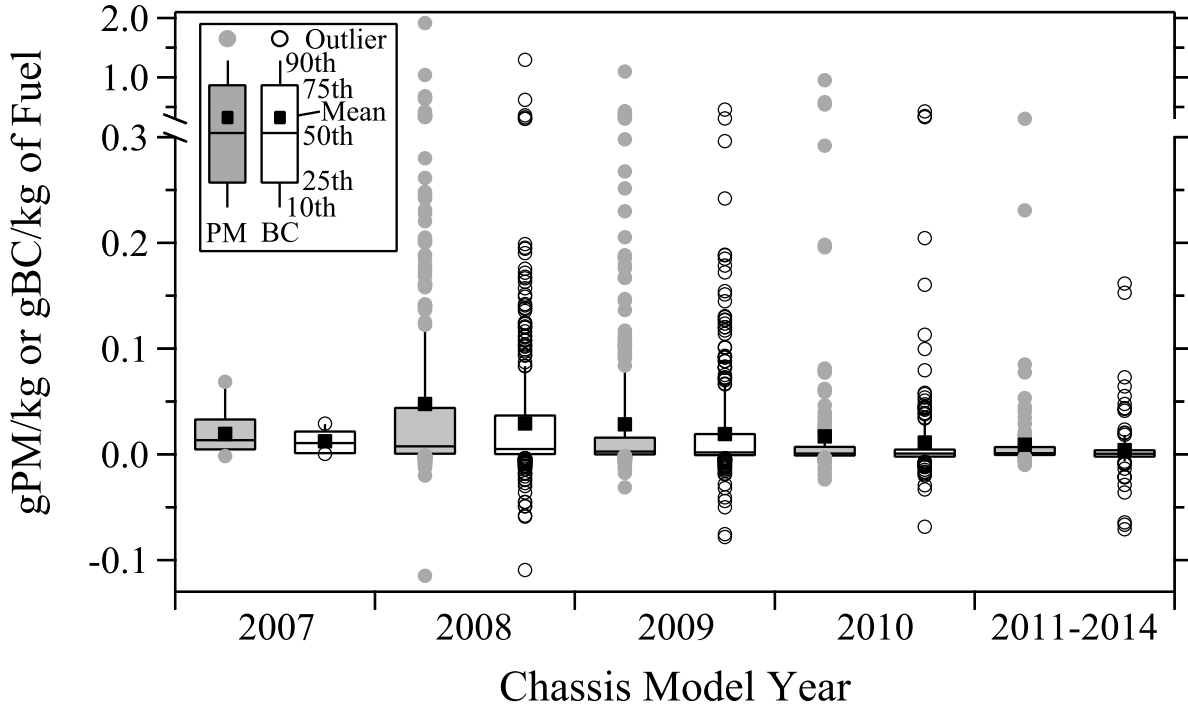 gPM/kg or gBC/kg of Fuel
2.0
1.0
0.3
0.2
0.1
0.0
-0.1
Outlier
90th
75th
Mean
50th
25th
10th
PM BC
2007 2008 2009 2010 2011-2014
Chassis Model Year